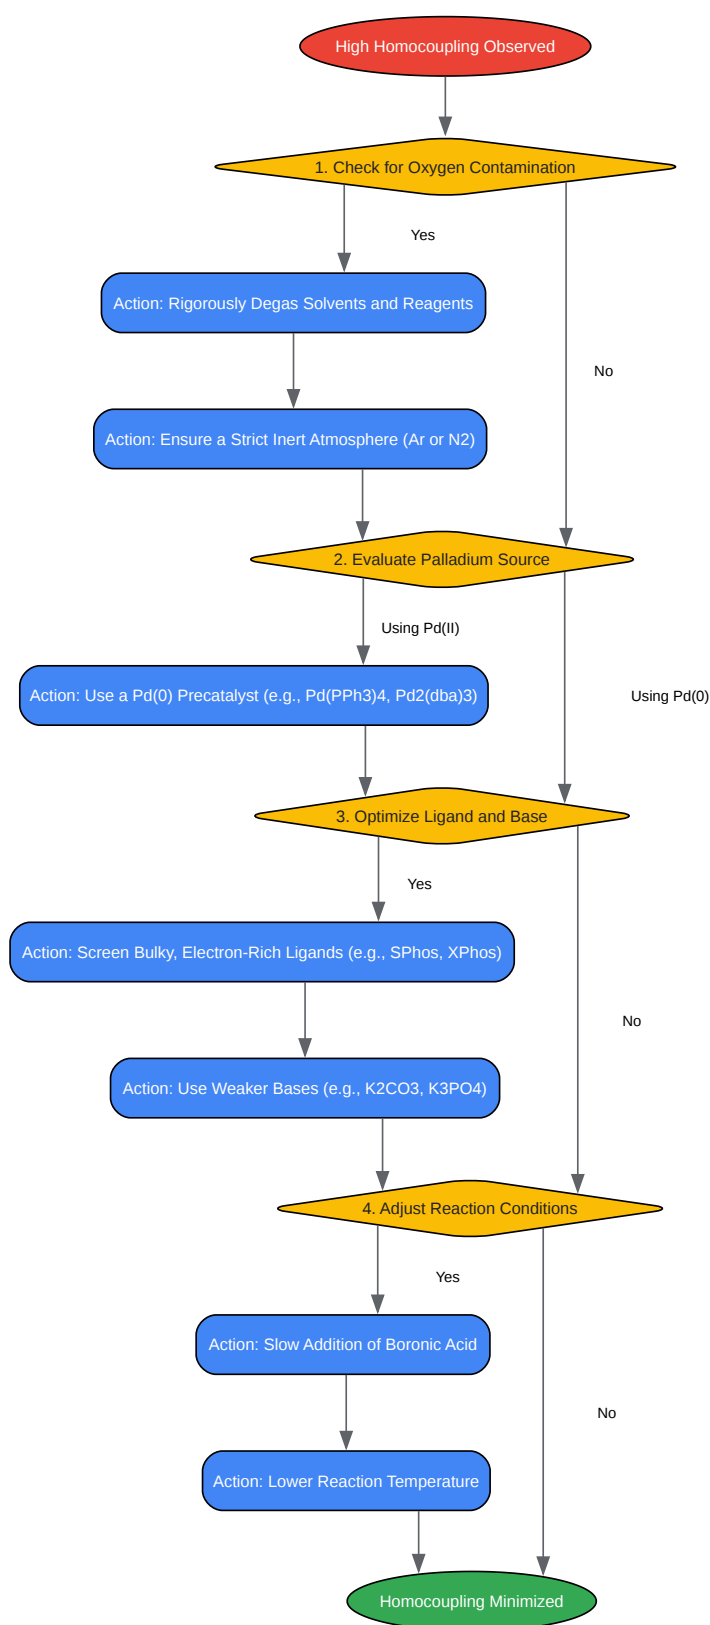 High Homocoupling Observed
1. Check for Oxygen Contamination
Yes
Action: Rigorously Degas Solvents and Reagents
No
Action: Ensure a Strict Inert Atmosphere (Ar or N2)
2. Evaluate Palladium Source
Using Pd(II)
Action: Use a Pd(0) Precatalyst (e.g., Pd(PPh3)4, Pd2(dba)3)
Using Pd(0)
3. Optimize Ligand and Base
Yes
Action: Screen Bulky, Electron-Rich Ligands (e.g., SPhos, XPhos)
No
Action: Use Weaker Bases (e.g., K2CO3, K3PO4)
4. Adjust Reaction Conditions
Yes
Action: Slow Addition of Boronic Acid
No
Action: Lower Reaction Temperature
Homocoupling Minimized